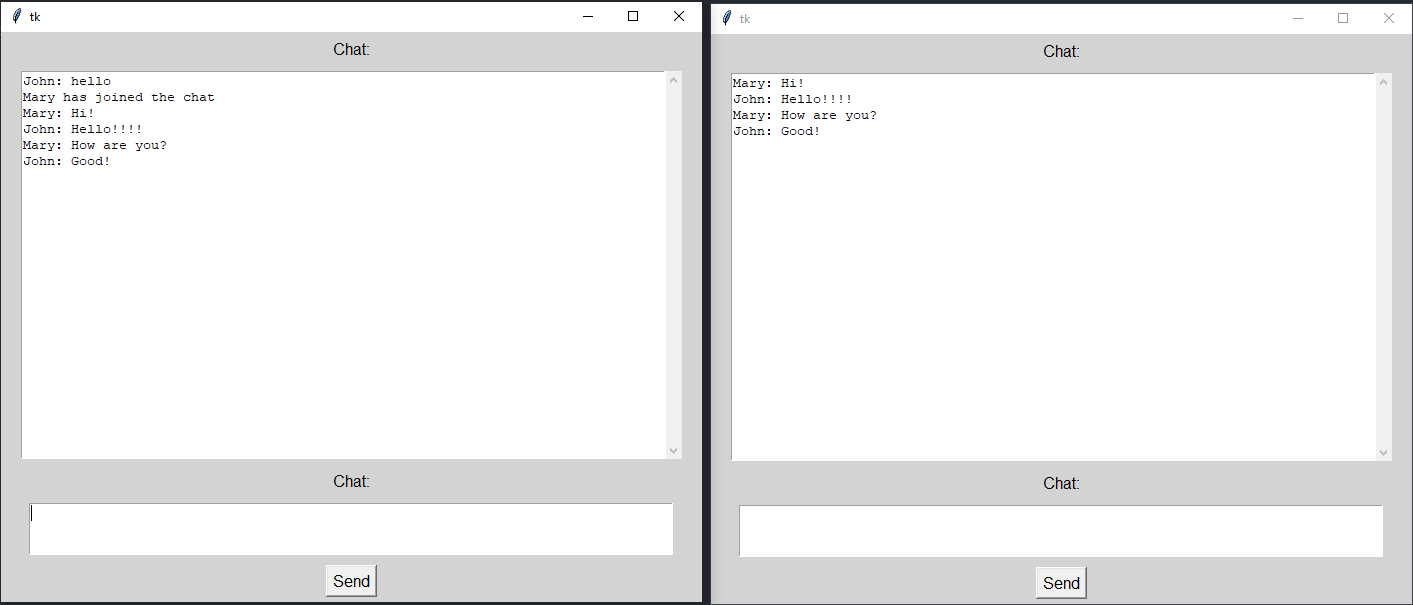 tk
Chat:
John: hello
Mary has joined the chat
Mary: Hi!
John: Hello!!!!
Mary: How are you?
John: Good!
Chat:
Send
tk
Chat:
Mary: Hi!
John: Hello!!!!
Mary: How are you?
John: Good!
Chat:
Send